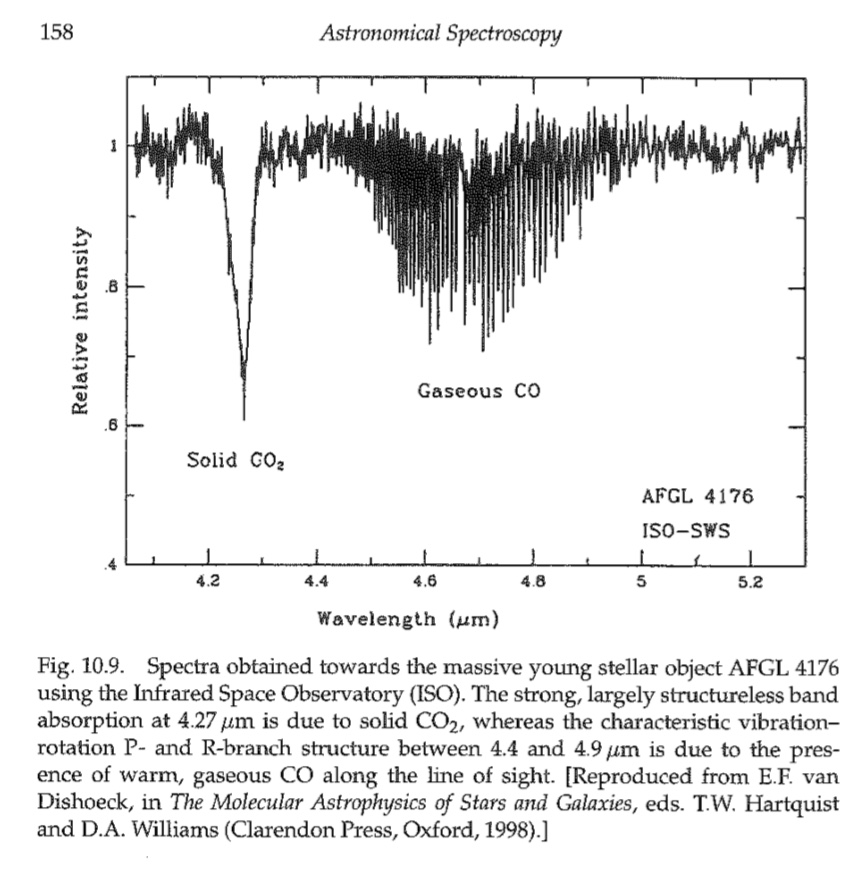 158
Astronomical Spectroscopy
1
.8
.6
.4
Relative intensity
Solid CO₂
Gaseous CO
AFGL 4176
ISO-SWS
4.2 4.4 4.6 4.8 5 5.2
Wavelength (μm)
Fig. 10.9. Spectra obtained towards the massive young stellar object AFGL 4176
using the Infrared Space Observatory (ISO). The strong, largely structureless band
absorption at 4.27 μm is due to solid CO₂, whereas the characteristic vibration–
rotation P- and R-branch structure between 4.4 and 4.9 μm is due to the pres-
ence of warm, gaseous CO along the line of sight. [Reproduced from E.F. van
Dishoeck, in The Molecular Astrophysics of Stars and Galaxies, eds. T.W. Hartquist
and D.A. Williams (Clarendon Press, Oxford, 1998).]